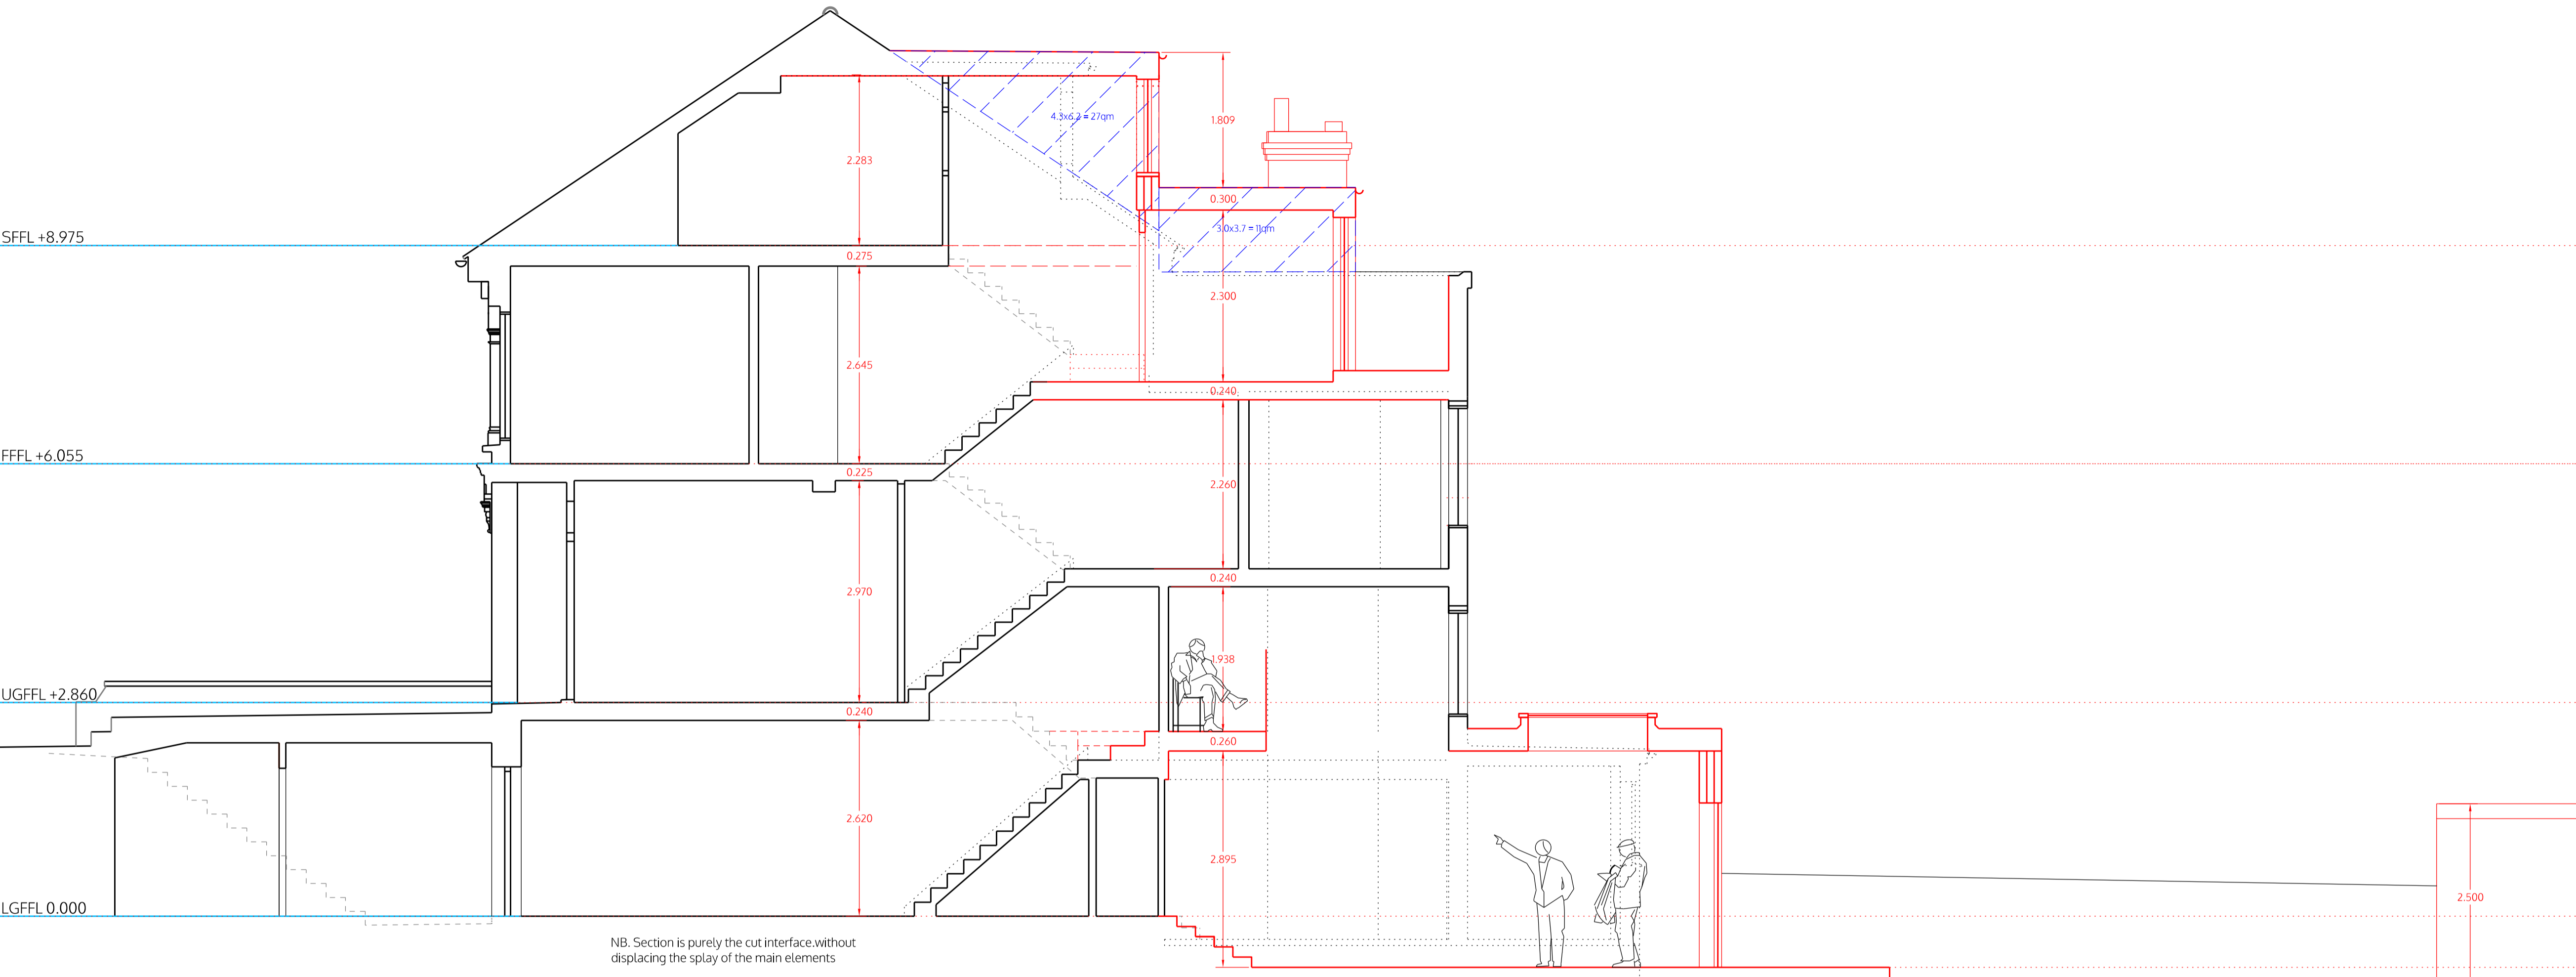 4.3x6.2 = 27qm
1.809
2.283
0.300
3.0x3.7 = 11qm
SFFL +8.975
0.275
2.300
2.645
0.240
FFFL +6.055
0.225
2.260
0.240
2.970
1.938
UGFFL +2.860
0.240
0.260
2.620
2.895
2.500
LGFFL 0.000
NB. Section is purely the cut interface.without
displacing the splay of the main elements